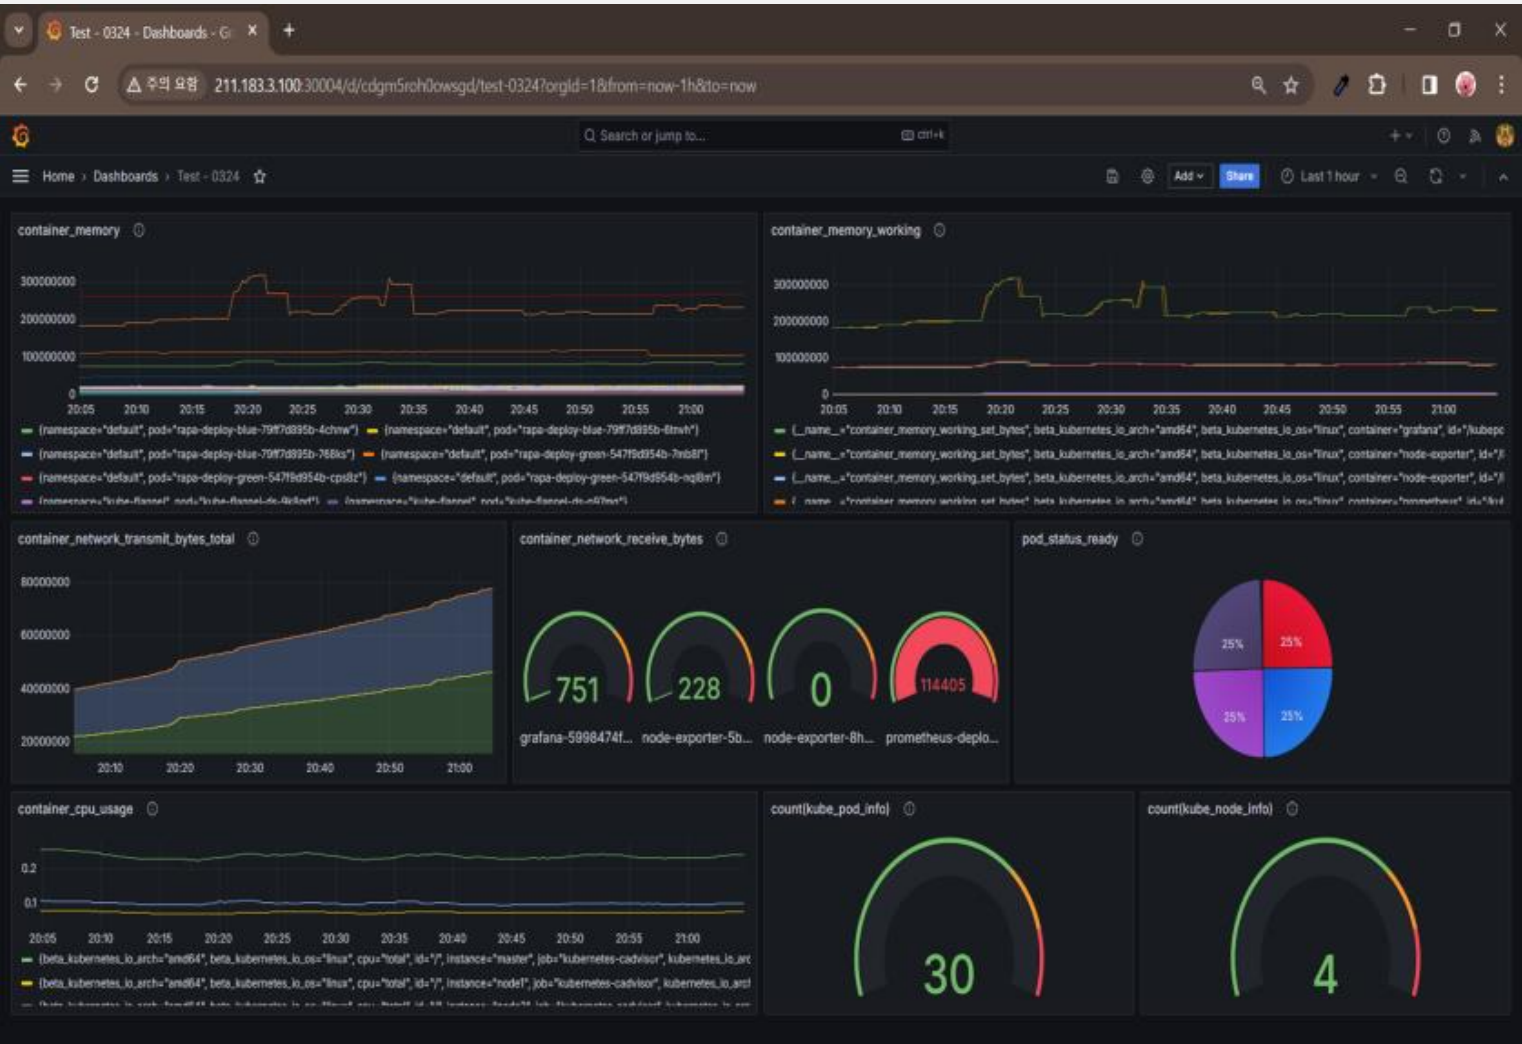 Test - 0324 - Dashboards - G
주의 요함 211.183.3.100:30004/d/cdgm5roh0owsgd/test-0324?orgId=1&from=now-1h&to=now
Search or jump to... ctrl+k
Home › Dashboards › Test - 0324 Add Share Last 1 hour
container_memory
300000000
200000000
100000000
0
20:05 20:10 20:15 20:20 20:25 20:30 20:35 20:40 20:45 20:50 20:55 21:00
{namespace="default", pod="rapa-deploy-blue-79ff7d895b-4chnw"} {namespace="default", pod="rapa-deploy-blue-79ff7d895b-6tnvh"}
{namespace="default", pod="rapa-deploy-blue-79ff7d895b-768ks"} {namespace="default", pod="rapa-deploy-green-547f9d954b-7mb8f"}
{namespace="default", pod="rapa-deploy-green-547f9d954b-cps8z"} {namespace="default", pod="rapa-deploy-green-547f9d954b-nql8m"}
container_memory_working
300000000
200000000
100000000
0
20:05 20:10 20:15 20:20 20:25 20:30 20:35 20:40 20:45 20:50 20:55 21:00
{__name__="container_memory_working_set_bytes", beta_kubernetes_io_arch="amd64", beta_kubernetes_io_os="linux", container="grafana", id="/kubepo
{__name__="container_memory_working_set_bytes", beta_kubernetes_io_arch="amd64", beta_kubernetes_io_os="linux", container="node-exporter", id="/
{__name__="container_memory_working_set_bytes", beta_kubernetes_io_arch="amd64", beta_kubernetes_io_os="linux", container="node-exporter", id="/
{__name__="container_memory_working_set_bytes", beta_kubernetes_io_arch="amd64", beta_kubernetes_io_os="linux", container="prometheus", id="/
container_network_transmit_bytes_total
80000000
60000000
40000000
20000000
20:10 20:20 20:30 20:40 20:50 21:00
container_network_receive_bytes
751 228 0 114405
grafana-5998474f... node-exporter-5b... node-exporter-8h... prometheus-deplo...
pod_status_ready
25% 25%
25% 25%
container_cpu_usage
0.2
0.1
20:05 20:10 20:15 20:20 20:25 20:30 20:35 20:40 20:45 20:50 20:55 21:00
{beta_kubernetes_io_arch="amd64", beta_kubernetes_io_os="linux", cpu="total", id="/", instance="master", job="kubernetes-cadvisor", kubernetes_io_arc
{beta_kubernetes_io_arch="amd64", beta_kubernetes_io_os="linux", cpu="total", id="/", instance="node1", job="kubernetes-cadvisor", kubernetes_io_arc
count(kube_pod_info)
30
count(kube_node_info)
4